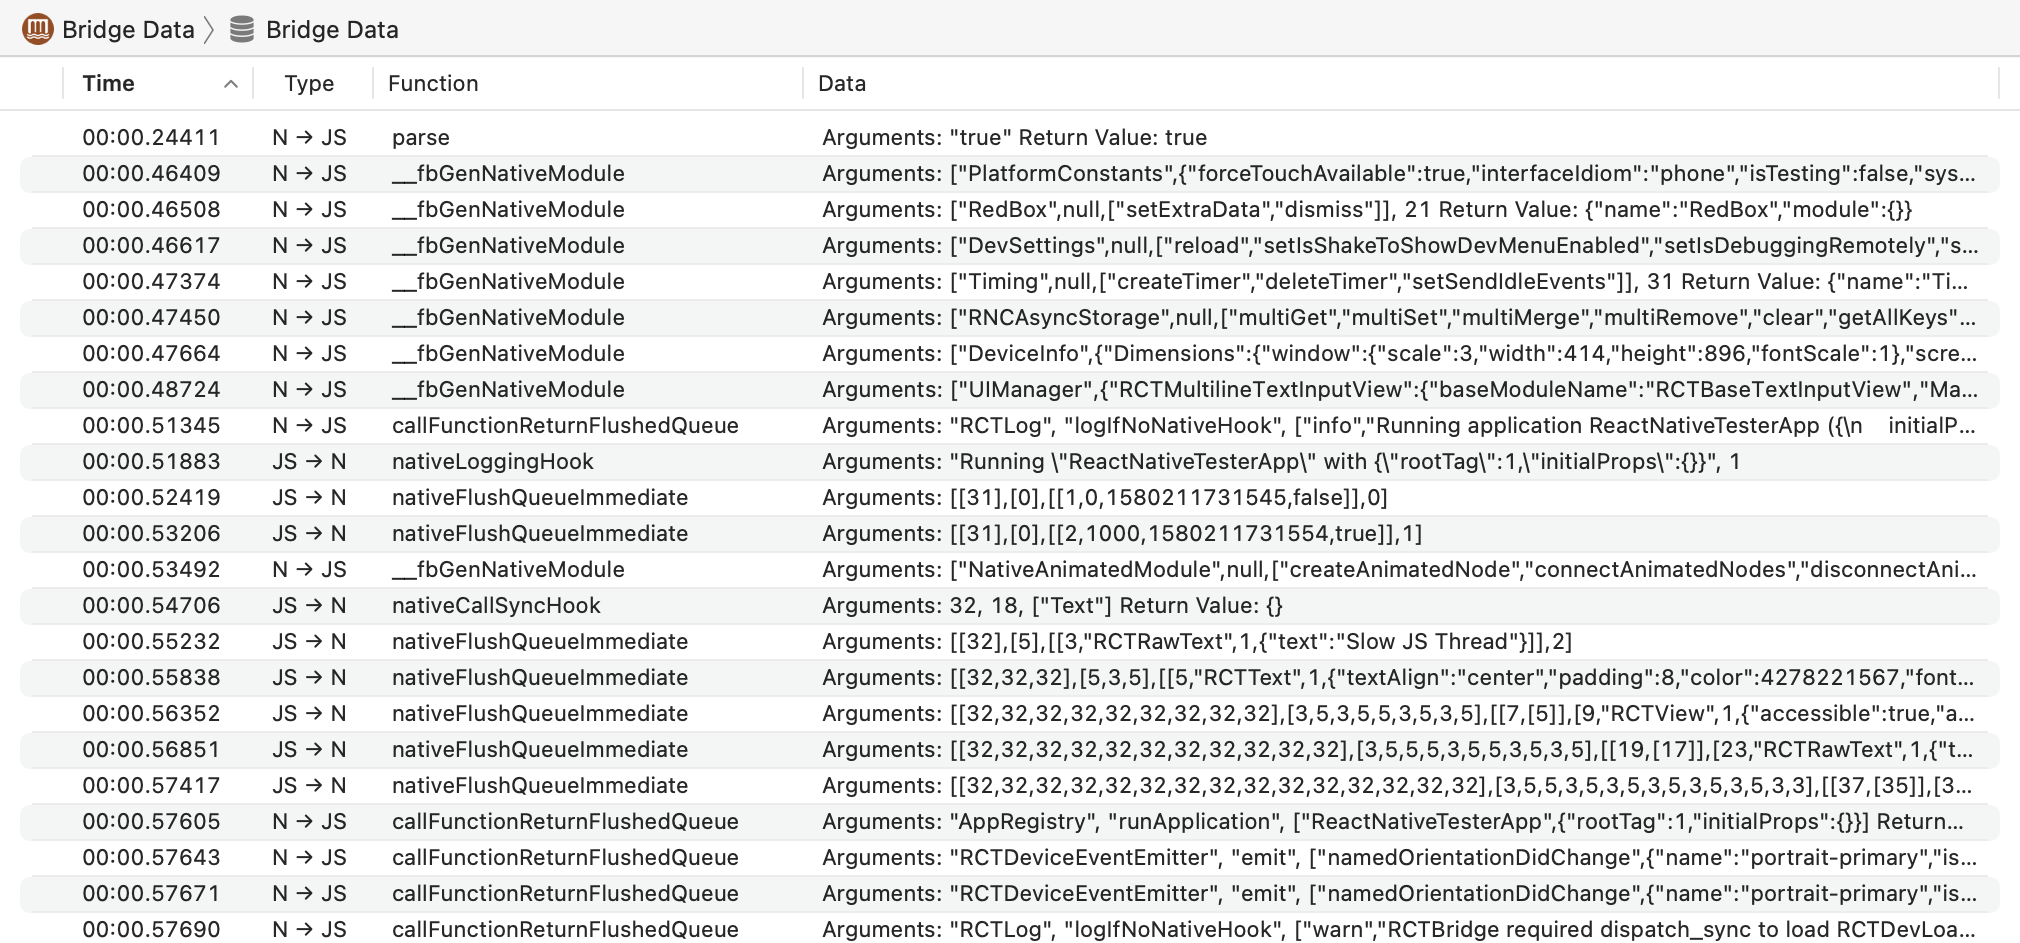 Bridge Data Bridge Data
Time Type Function Data
00:00.24411 N → JS parse Arguments: "true" Return Value: true
00:00.46409 N → JS __fbGenNativeModule Arguments: ["PlatformConstants",{"forceTouchAvailable":true,"interfaceIdiom":"phone","isTesting":false,"sys...
00:00.46508 N → JS __fbGenNativeModule Arguments: ["RedBox",null,["setExtraData","dismiss"]], 21 Return Value: {"name":"RedBox","module":{}}
00:00.46617 N → JS __fbGenNativeModule Arguments: ["DevSettings",null,["reload","setIsShakeToShowDevMenuEnabled","setIsDebuggingRemotely","s...
00:00.47374 N → JS __fbGenNativeModule Arguments: ["Timing",null,["createTimer","deleteTimer","setSendIdleEvents"]], 31 Return Value: {"name":"Ti...
00:00.47450 N → JS __fbGenNativeModule Arguments: ["RNCAsyncStorage",null,["multiGet","multiSet","multiMerge","multiRemove","clear","getAllKeys"...
00:00.47664 N → JS __fbGenNativeModule Arguments: ["DeviceInfo",{"Dimensions":{"window":{"scale":3,"width":414,"height":896,"fontScale":1},"scre...
00:00.48724 N → JS __fbGenNativeModule Arguments: ["UIManager",{"RCTMultilineTextInputView":{"baseModuleName":"RCTBaseTextInputView","Ma...
00:00.51345 N → JS callFunctionReturnFlushedQueue Arguments: "RCTLog", "logIfNoNativeHook", ["info","Running application ReactNativeTesterApp ({\n initialP...
00:00.51883 JS → N nativeLoggingHook Arguments: "Running \"ReactNativeTesterApp\" with {\"rootTag\":1,\"initialProps\":{}}", 1
00:00.52419 JS → N nativeFlushQueueImmediate Arguments: [[31],[0],[[1,0,1580211731545,false]],0]
00:00.53206 JS → N nativeFlushQueueImmediate Arguments: [[31],[0],[[2,1000,1580211731554,true]],1]
00:00.53492 N → JS __fbGenNativeModule Arguments: ["NativeAnimatedModule",null,["createAnimatedNode","connectAnimatedNodes","disconnectAni...
00:00.54706 JS → N nativeCallSyncHook Arguments: 32, 18, ["Text"] Return Value: {}
00:00.55232 JS → N nativeFlushQueueImmediate Arguments: [[32],[5],[[3,"RCTRawText",1,{"text":"Slow JS Thread"}]],2]
00:00.55838 JS → N nativeFlushQueueImmediate Arguments: [[32,32,32],[5,3,5],[[5,"RCTText",1,{"textAlign":"center","padding":8,"color":4278221567,"font...
00:00.56352 JS → N nativeFlushQueueImmediate Arguments: [[32,32,32,32,32,32,32,32,32],[3,5,3,5,5,3,5,3,5],[[7,[5]],[9,"RCTView",1,{"accessible":true,"a...
00:00.56851 JS → N nativeFlushQueueImmediate Arguments: [[32,32,32,32,32,32,32,32,32,32,32],[3,5,5,5,3,5,5,3,5,3,5],[[19,[17]],[23,"RCTRawText",1,{"t...
00:00.57417 JS → N nativeFlushQueueImmediate Arguments: [[32,32,32,32,32,32,32,32,32,32,32,32,32,32,32],[3,5,5,3,5,3,5,3,5,3,5,3,5,3,3],[[37,[35]],[3...
00:00.57605 N → JS callFunctionReturnFlushedQueue Arguments: "AppRegistry", "runApplication", ["ReactNativeTesterApp",{"rootTag":1,"initialProps":{}}] Return...
00:00.57643 N → JS callFunctionReturnFlushedQueue Arguments: "RCTDeviceEventEmitter", "emit", ["namedOrientationDidChange",{"name":"portrait-primary","is...
00:00.57671 N → JS callFunctionReturnFlushedQueue Arguments: "RCTDeviceEventEmitter", "emit", ["namedOrientationDidChange",{"name":"portrait-primary","is...
00:00.57690 N → JS callFunctionReturnFlushedQueue Arguments: "RCTLog", "logIfNoNativeHook", ["warn","RCTBridge required dispatch_sync to load RCTDevLoa...